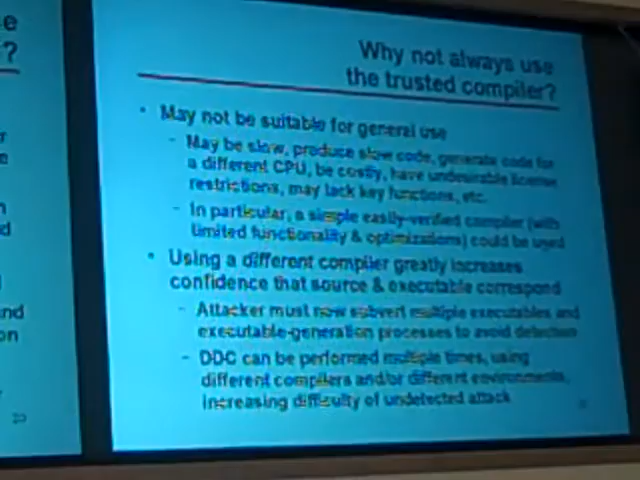 e
?
nd
on
Why not always use
the trusted compiler?
• May not be suitable for general use
– May be slow, produce slow code, generate code for
a different CPU, be costly, have undesirable license
restrictions, may lack key functions, etc.
– In particular, a simple easily-verified compiler (with
limited functionality & optimizations) could be used
• Using a different compiler greatly increases
confidence that source & executable correspond
– Attacker must now subvert multiple executables and
executable-generation processes to avoid detection
– DDC can be performed multiple times, using
different compilers and/or different environments,
increasing difficulty of undetected attack